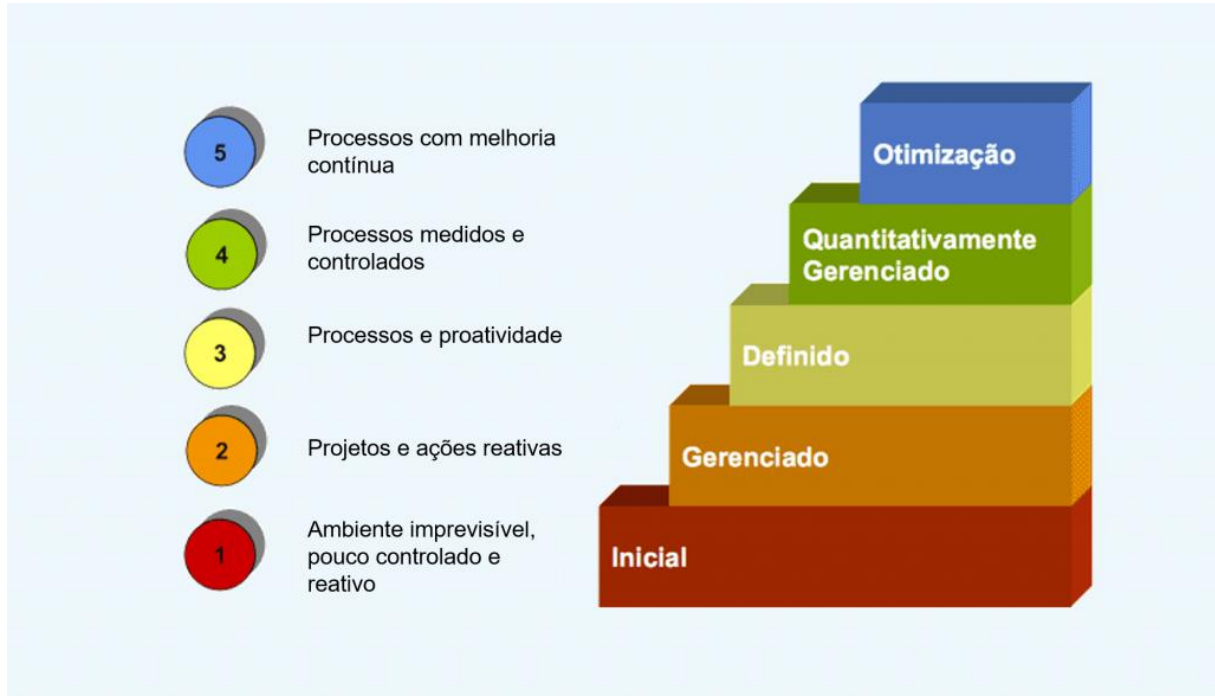 5
Processos com melhoria
contínua
4
Processos medidos e
controlados
3
Processos e proatividade
2
Projetos e ações reativas
1
Ambiente imprevisível,
pouco controlado e
reativo
Otimização
Quantitativamente
Gerenciado
Definido
Gerenciado
Inicial